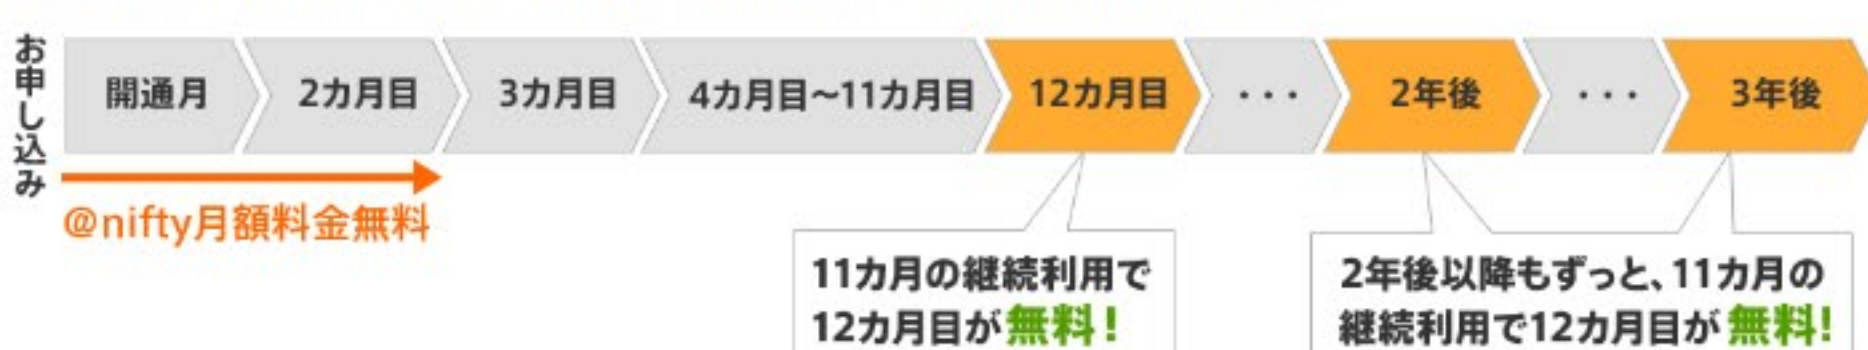 お申し込み
開通月
2カ月目
3カ月目
4カ月目〜11カ月目
12カ月目
・・・
2年後
・・・
3年後
@nifty月額料金無料
11カ月の継続利用で
12カ月目が無料!
2年後以降もずっと、11カ月の
継続利用で12カ月目が無料!